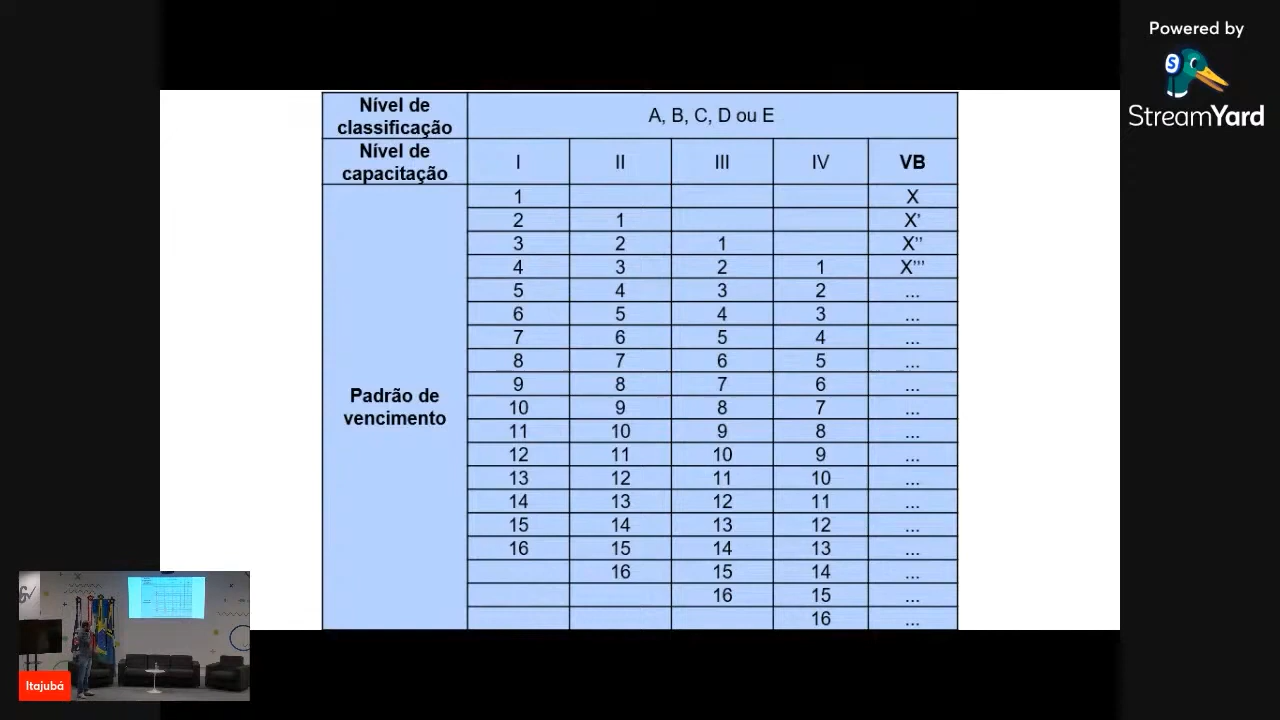 Powered by
StreamYard
Nível de classificação A, B, C, D ou E
Nível de capacitação I II III IV VB
Padrão de vencimento
1 X
2 1 X'
3 2 1 X''
4 3 2 1 X'''
5 4 3 2 ...
6 5 4 3 ...
7 6 5 4 ...
8 7 6 5 ...
9 8 7 6 ...
10 9 8 7 ...
11 10 9 8 ...
12 11 10 9 ...
13 12 11 10 ...
14 13 12 11 ...
15 14 13 12 ...
16 15 14 13 ...
16 15 14 ...
16 15 ...
16 ...
Itajubá